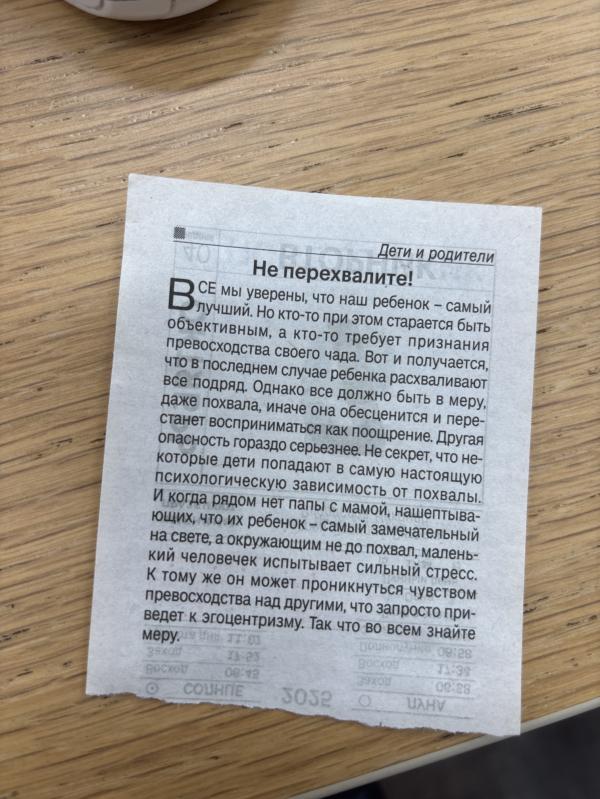 Дети и родители
Не перехвалите!
ВСЕ мы уверены, что наш ребенок – самый
лучший. Но кто-то при этом старается быть
объективным, а кто-то требует признания
превосходства своего чада. Вот и получается,
что в последнем случае ребенка расхваливают
все подряд. Однако все должно быть в меру,
даже похвала, иначе она обесценится и пере-
станет восприниматься как поощрение. Другая
опасность гораздо серьезнее. Не секрет, что не-
которые дети попадают в самую настоящую
психологическую зависимость от похвалы.
И когда рядом нет папы с мамой, нашептыва-
ющих, что их ребенок – самый замечательный
на свете, а окружающим не до похвал, малень-
кий человечек испытывает сильный стресс.
К тому же он может проникнуться чувством
превосходства над другими, что запросто при-
ведет к эгоцентризму. Так что во всем знайте
меру.